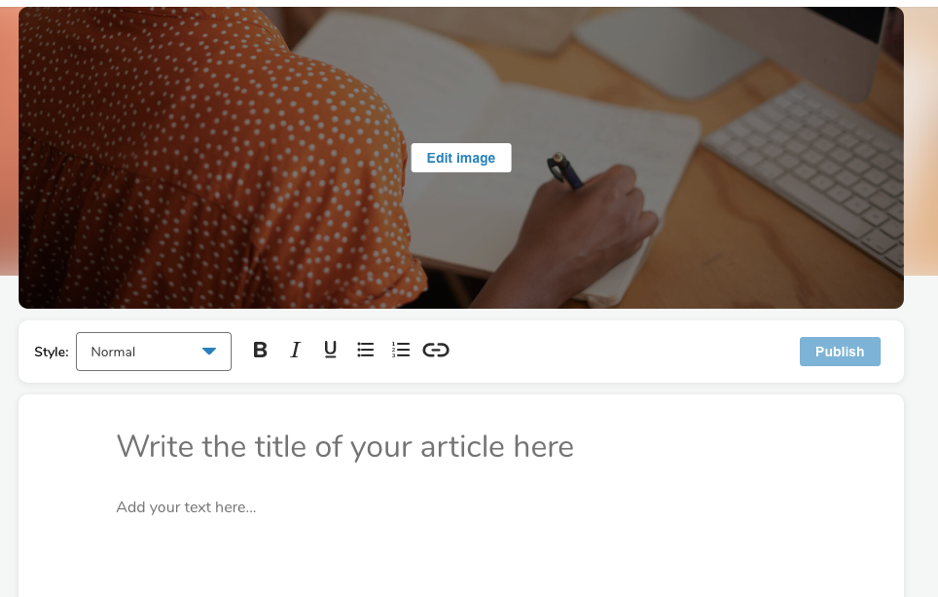 Edit image
Style: Normal B I U Publish
Write the title of your article here
Add your text here...